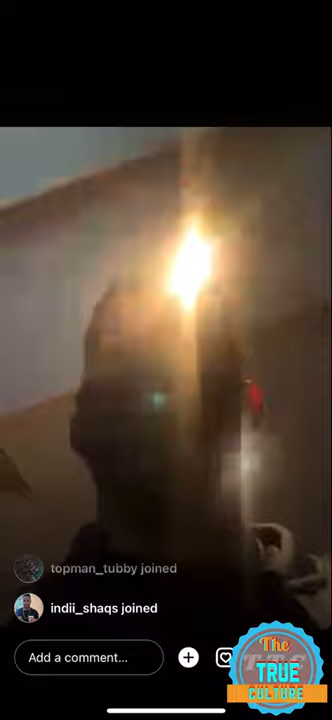 topman_tubby joined
indii_shaqs joined
Add a comment...
The
TRUE
CULTURE